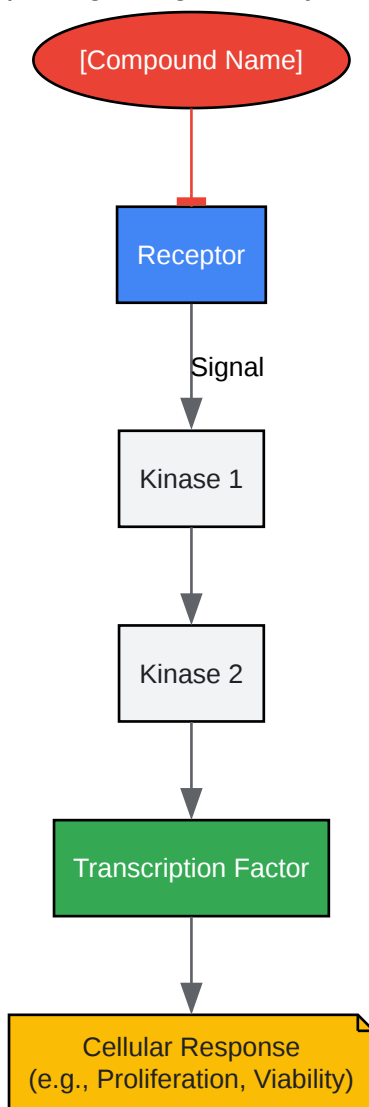 [Compound Name]
Receptor
Signal
Kinase 1
Kinase 2
Transcription Factor
Cellular Response
(e.g., Proliferation, Viability)